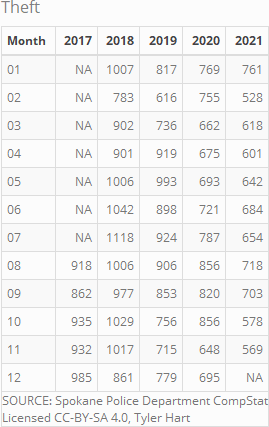 Theft
Month 2017 2018 2019 2020 2021
01 NA 1007 817 769 761
02 NA 783 616 755 528
03 NA 902 736 662 618
04 NA 901 919 675 601
05 NA 1006 993 693 642
06 NA 1042 898 721 684
07 NA 1118 924 787 654
08 918 1006 906 856 718
09 862 977 853 820 703
10 935 1029 756 856 578
11 932 1017 715 648 569
12 985 861 779 695 NA
SOURCE: Spokane Police Department CompStat
Licensed CC-BY-SA 4.0, Tyler Hart